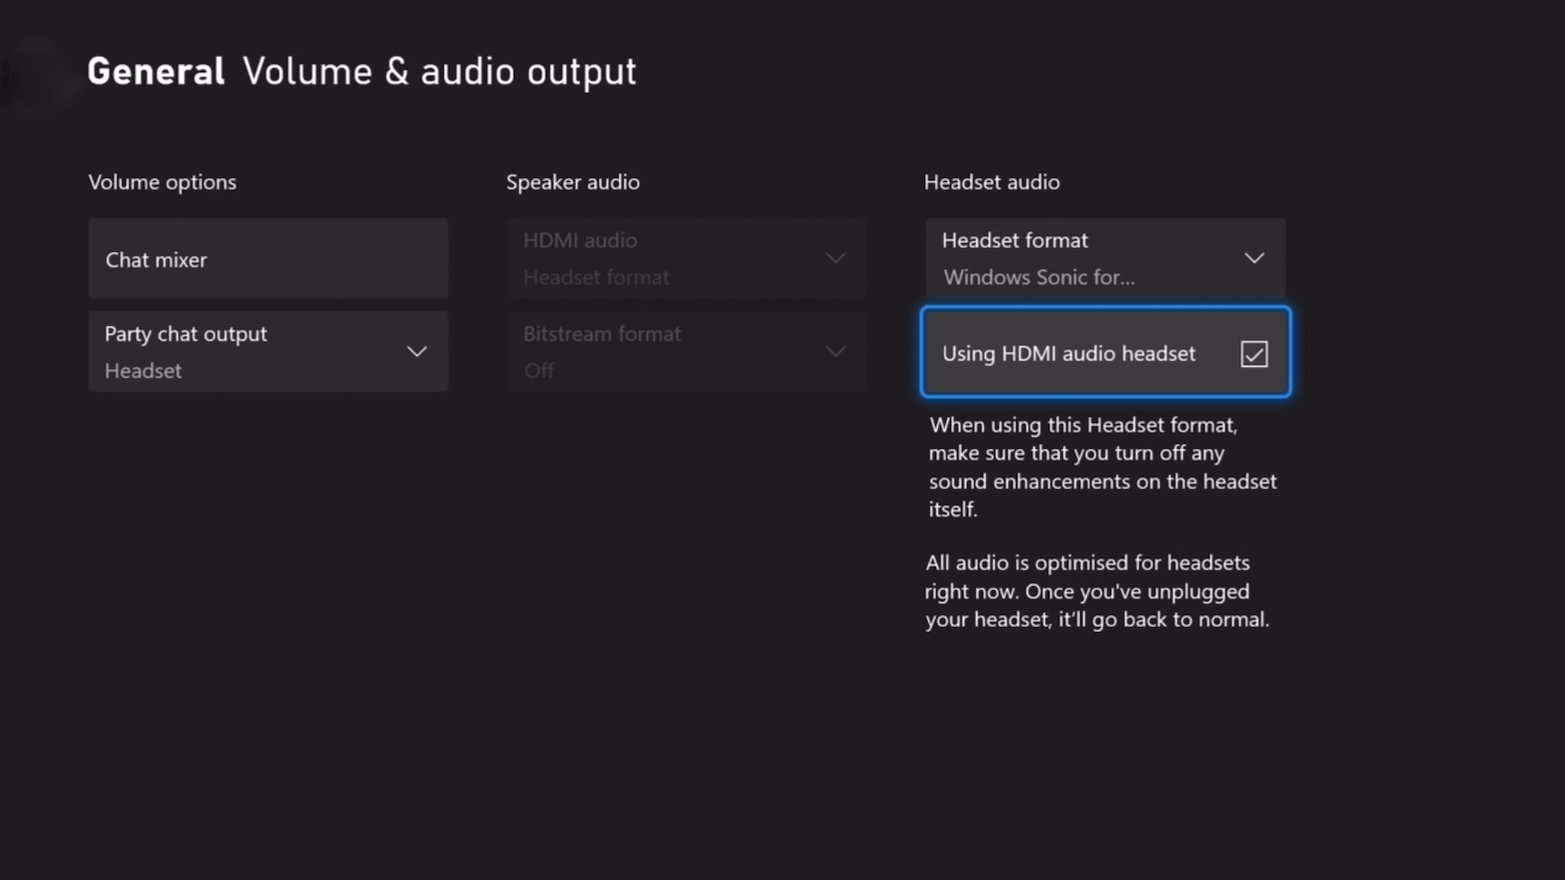 General Volume & audio output
Volume options
Chat mixer
Party chat output
Headset
Speaker audio
HDMI audio
Headset format
Bitstream format
Off
Headset audio
Headset format
Windows Sonic for...
Using HDMI audio headset
When using this Headset format,
make sure that you turn off any
sound enhancements on the headset
itself.
All audio is optimised for headsets
right now. Once you've unplugged
your headset, it'll go back to normal.